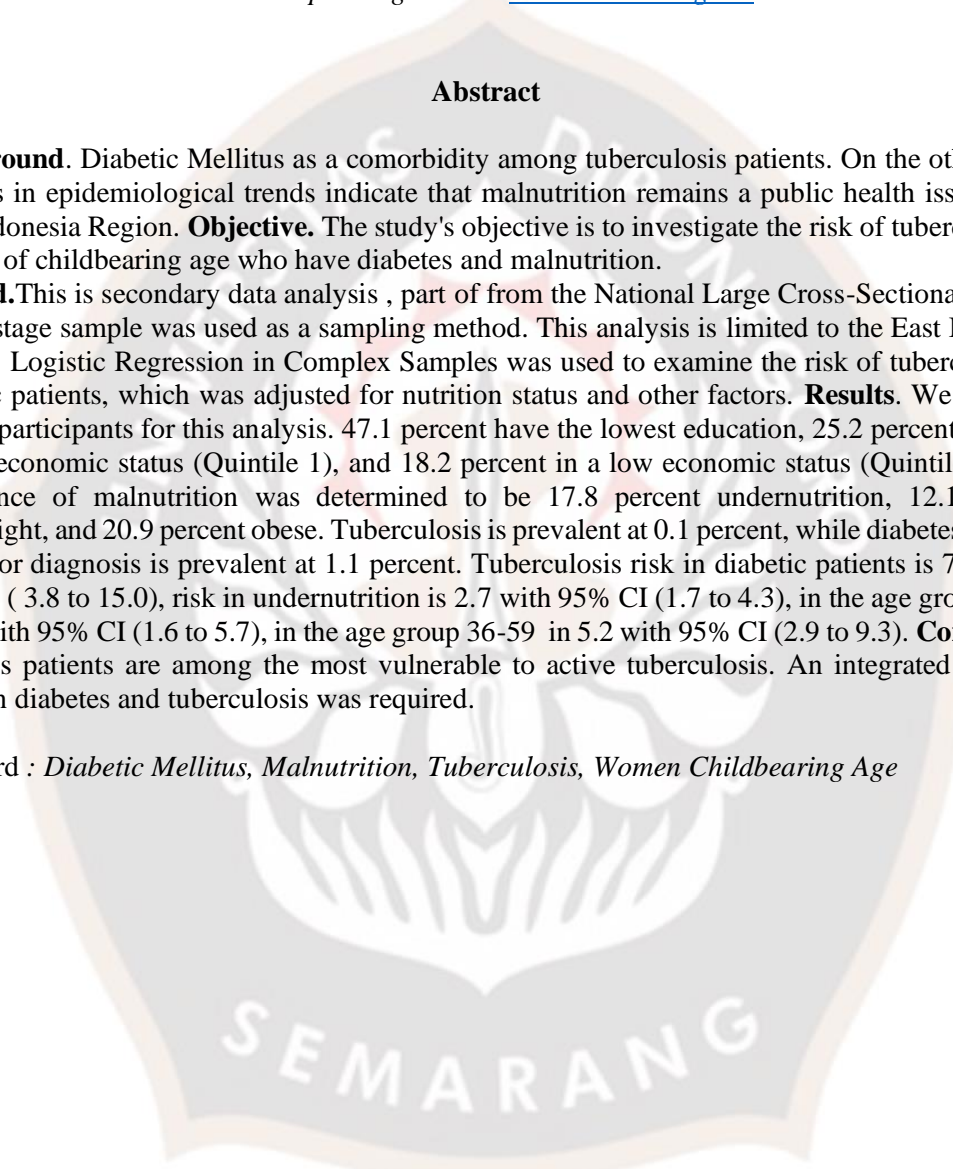 Abstract
round. Diabetic Mellitus as a comorbidity among tuberculosis patients. On the oth
s in epidemiological trends indicate that malnutrition remains a public health iss
donesia Region. Objective. The study's objective is to investigate the risk of tuber
of childbearing age who have diabetes and malnutrition.
d.This is secondary data analysis , part of from the National Large Cross-Sectiona
stage sample was used as a sampling method. This analysis is limited to the East
Logistic Regression in Complex Samples was used to examine the risk of tuberc
patients, which was adjusted for nutrition status and other factors. Results. We
participants for this analysis. 47.1 percent have the lowest education, 25.2 percent
economic status (Quintile 1), and 18.2 percent in a low economic status (Quintil
nce of malnutrition was determined to be 17.8 percent undernutrition, 12.1
ight, and 20.9 percent obese. Tuberculosis is prevalent at 0.1 percent, while diabetes
or diagnosis is prevalent at 1.1 percent. Tuberculosis risk in diabetic patients is 7
( 3.8 to 15.0), risk in undernutrition is 2.7 with 95% CI (1.7 to 4.3), in the age gro
ith 95% CI (1.6 to 5.7), in the age group 36-59 in 5.2 with 95% CI (2.9 to 9.3). Co
s patients are among the most vulnerable to active tuberculosis. An integrated
n diabetes and tuberculosis was required.
rd : Diabetic Mellitus, Malnutrition, Tuberculosis, Women Childbearing Age
UNIVERSITAS DIPONEGORO
SEMARANG